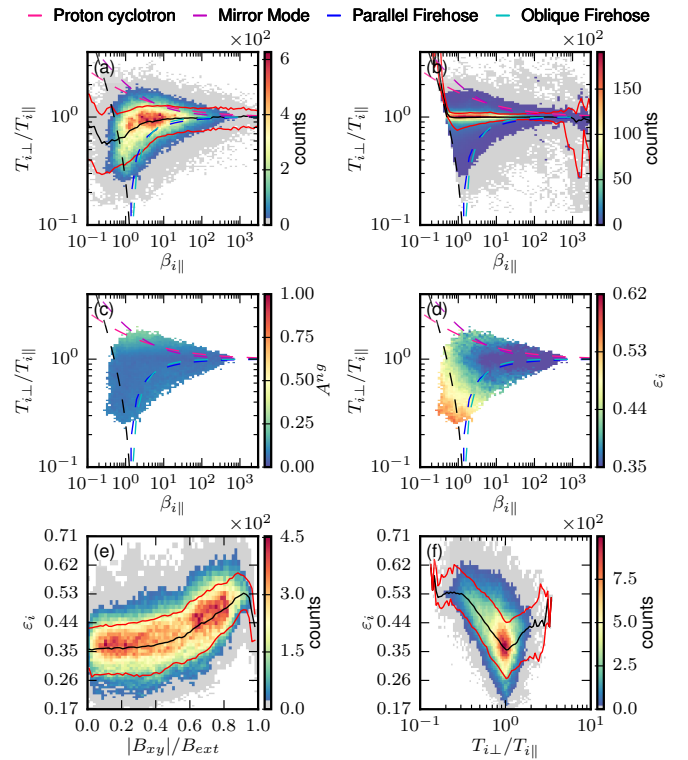 Proton cyclotron Mirror Mode Parallel Firehose Oblique Firehose
×10² ×10²
(a) (b)
T_{i⊥}/T_{i∥} 10⁰ 10⁻¹
10⁻¹ 10⁰ 10¹ 10² 10³
β_{i∥}
6 4 2 0 counts
T_{i⊥}/T_{i∥} 10⁰ 10⁻¹
10⁻¹ 10⁰ 10¹ 10² 10³
β_{i∥}
150 100 50 0 counts
(c) (d)
T_{i⊥}/T_{i∥} 10⁰ 10⁻¹
10⁻¹ 10⁰ 10¹ 10² 10³
β_{i∥}
1.00 0.75 0.50 0.25 0.00 A^{ng}
T_{i⊥}/T_{i∥} 10⁰ 10⁻¹
10⁻¹ 10⁰ 10¹ 10² 10³
β_{i∥}
0.62 0.53 0.44 0.35 ε_i
×10² ×10²
(e) (f)
ε_i 0.71 0.62 0.53 0.44 0.35 0.26 0.17
0.0 0.2 0.4 0.6 0.8 1.0
|B_{xy}|/B_{ext}
4.5 3.0 1.5 0.0 counts
ε_i 0.71 0.62 0.53 0.44 0.35 0.26 0.17
10⁻¹ 10⁰ 10¹
T_{i⊥}/T_{i∥}
7.5 5.0 2.5 0.0 counts